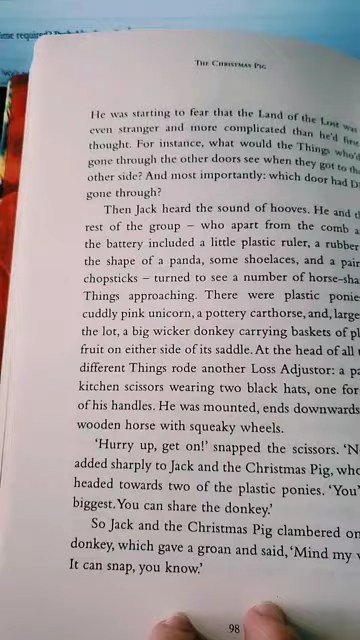 ime required?
THE CHRISTMAS PIG
He was starting to fear that the Land of the Lost was
even stranger and more complicated than he'd first
thought. For instance, what would the Things who'd
gone through the other doors see when they got to the
other side? And most importantly: which door had D
gone through?
Then Jack heard the sound of hooves. He and
rest of the group – who apart from the comb
the battery included a little plastic ruler, a rubber
the shape of a panda, some shoelaces, and a pair
chopsticks – turned to see a number of horse-sha
Things approaching. There were plastic ponie
cuddly pink unicorn, a pottery carthorse, and, large
the lot, a big wicker donkey carrying baskets of pl
fruit on either side of its saddle. At the head of all
different Things rode another Loss Adjustor: a pa
kitchen scissors wearing two black hats, one for
of his handles. He was mounted, ends downwards
wooden horse with squeaky wheels.
'Hurry up, get on!' snapped the scissors. 'N
added sharply to Jack and the Christmas Pig, who
headed towards two of the plastic ponies. 'You'
biggest. You can share the donkey.'
So Jack and the Christmas Pig clambered on
donkey, which gave a groan and said, 'Mind my
It can snap, you know.'
98